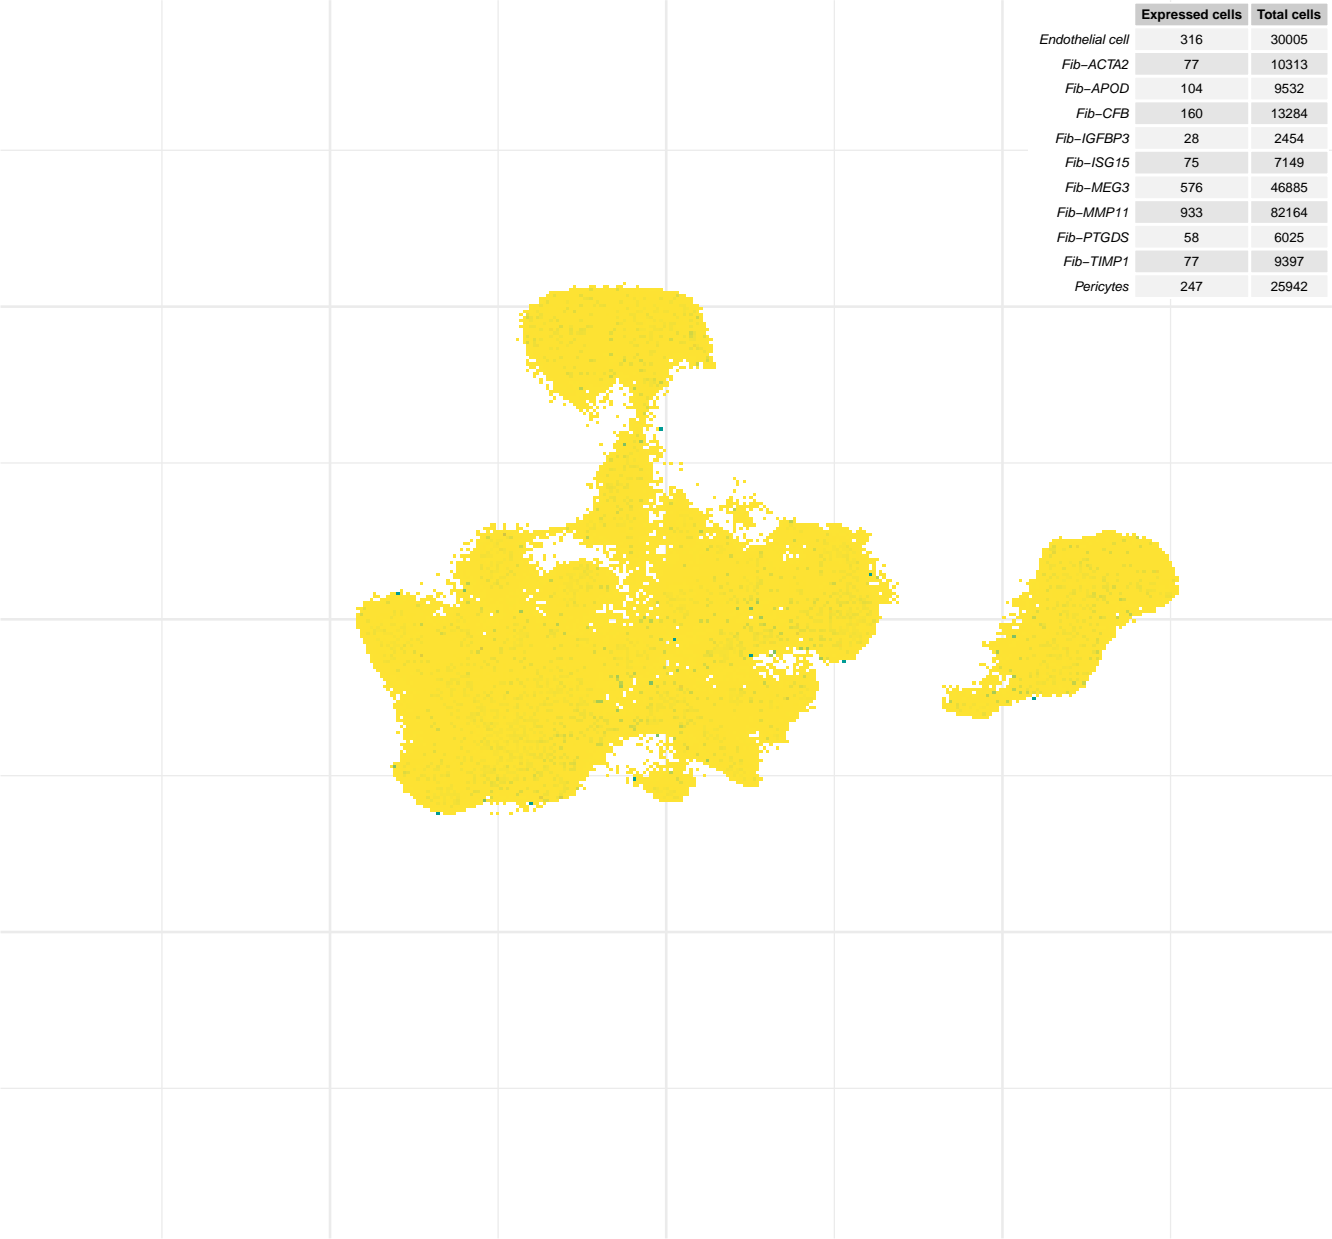 Expressed cells Total cells
Endothelial cell 316 30005
Fib−ACTA2 77 10313
Fib−APOD 104 9532
Fib−CFB 160 13284
Fib−IGFBP3 28 2454
Fib−ISG15 75 7149
Fib−MEG3 576 46885
Fib−MMP11 933 82164
Fib−PTGDS 58 6025
Fib−TIMP1 77 9397
Pericytes 247 25942